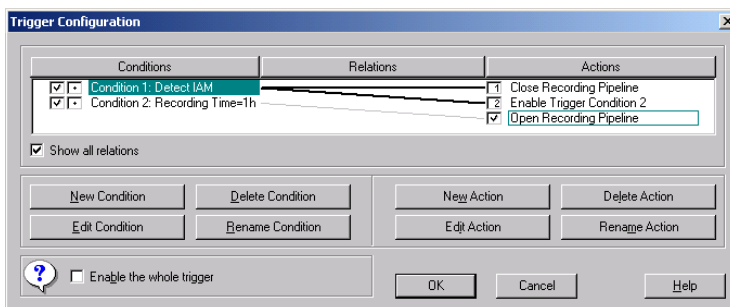 Trigger Configuration
Conditions Relations Actions
Condition 1: Detect IAM 1 Close Recording Pipeline
Condition 2: Recording Time=1h 2 Enable Trigger Condition 2
Open Recording Pipeline
Show all relations
New Condition Delete Condition New Action Delete Action
Edit Condition Rename Condition Edit Action Rename Action
Enable the whole trigger OK Cancel Help